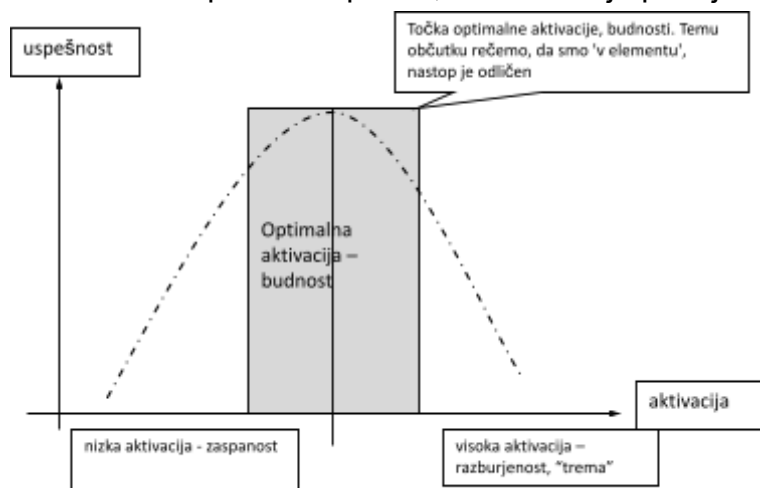 uspešnost
Točka optimalne aktivacije, budnosti. Temu
občutku rečemo, da smo 'v elementu',
nastop je odličen
Optimalna
aktivacija –
budnost
aktivacija
nizka aktivacija - zaspanost
visoka aktivacija –
razburjenost, "trema"